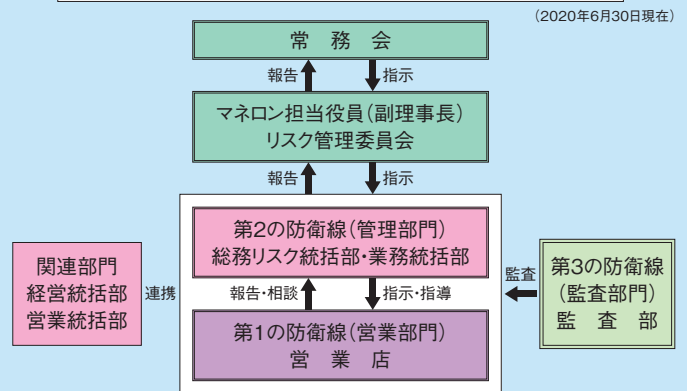 (2020年6月30日現在)
常務会
報告 指示
マネロン担当役員(副理事長)
リスク管理委員会
報告 指示
第2の防衛線(管理部門)
総務リスク統括部・業務統括部
関連部門
経営統括部
営業統括部
連携
報告・相談 指示・指導
監査
第3の防衛線
(監査部門)
監査部
第1の防衛線(営業部門)
営業店